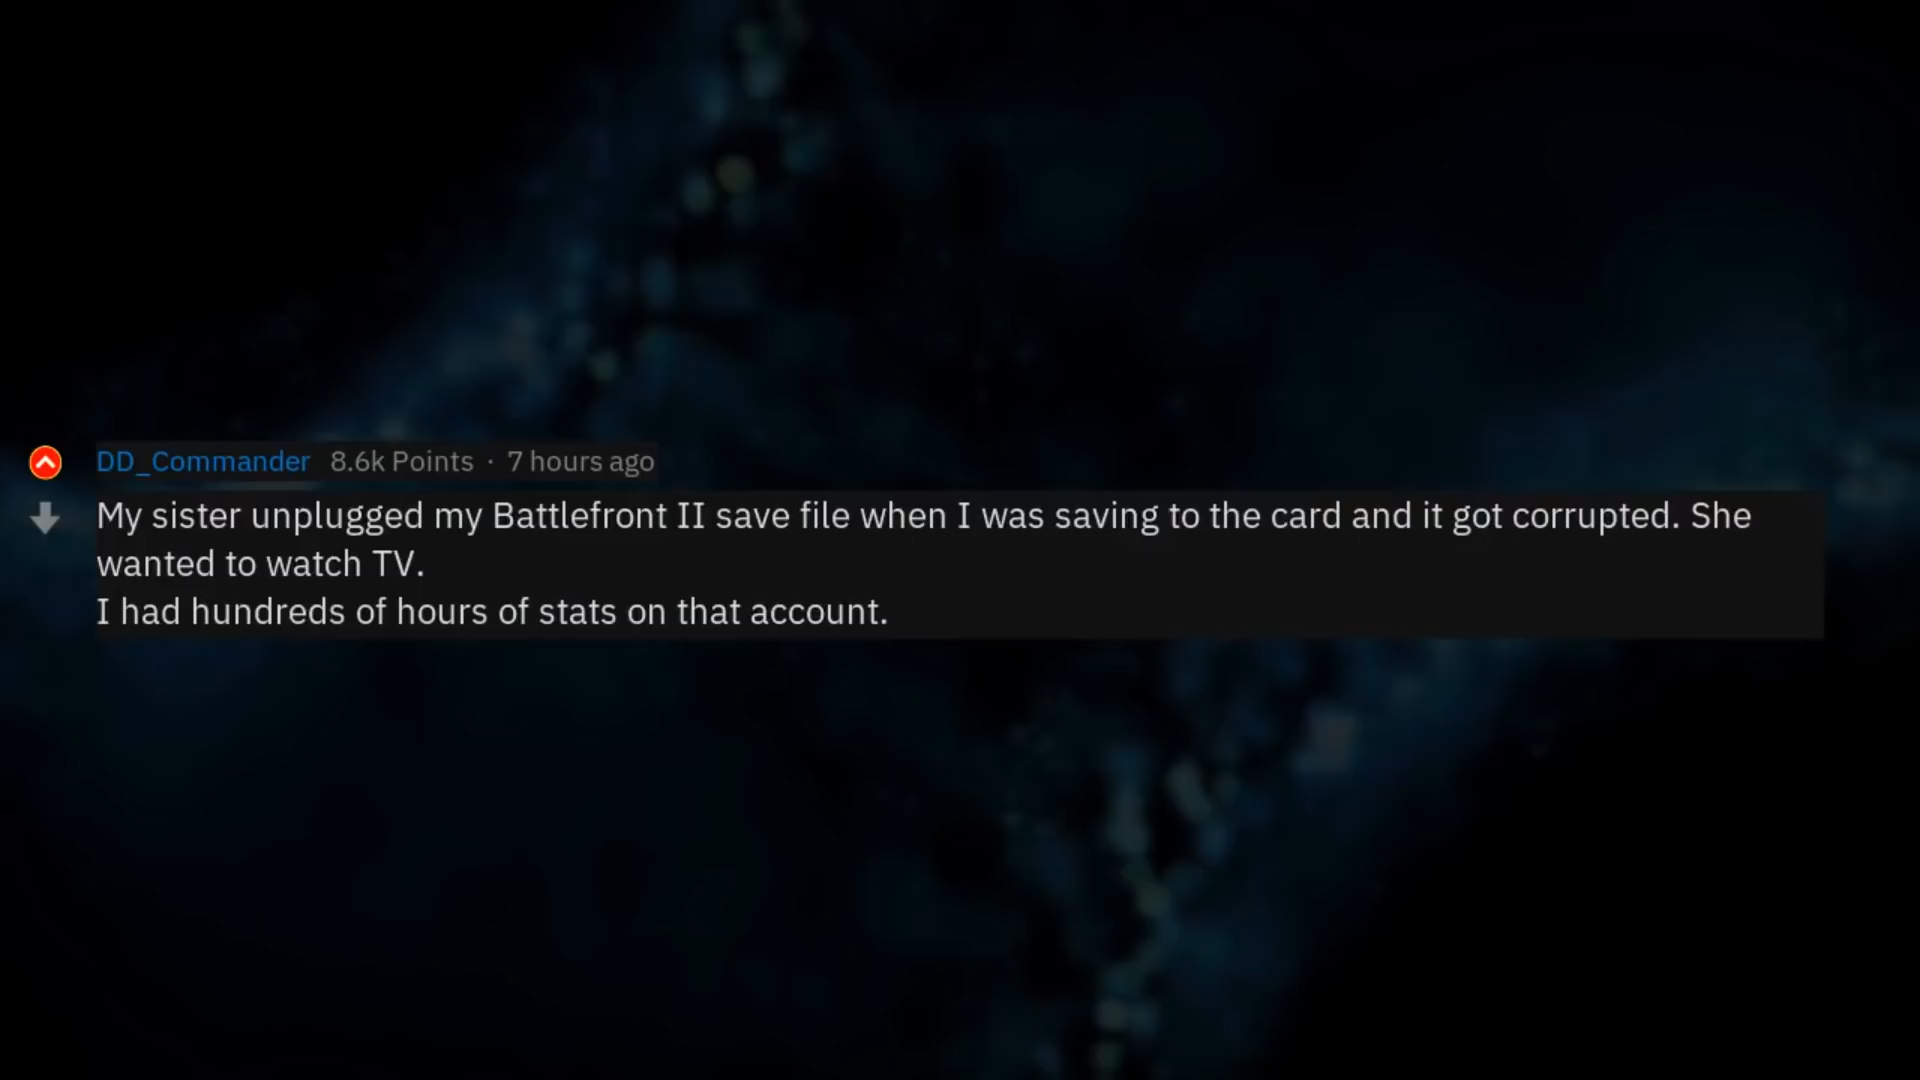 DD_Commander 8.6k Points · 7 hours ago
My sister unplugged my Battlefront II save file when I was saving to the card and it got corrupted. She
wanted to watch TV.
I had hundreds of hours of stats on that account.